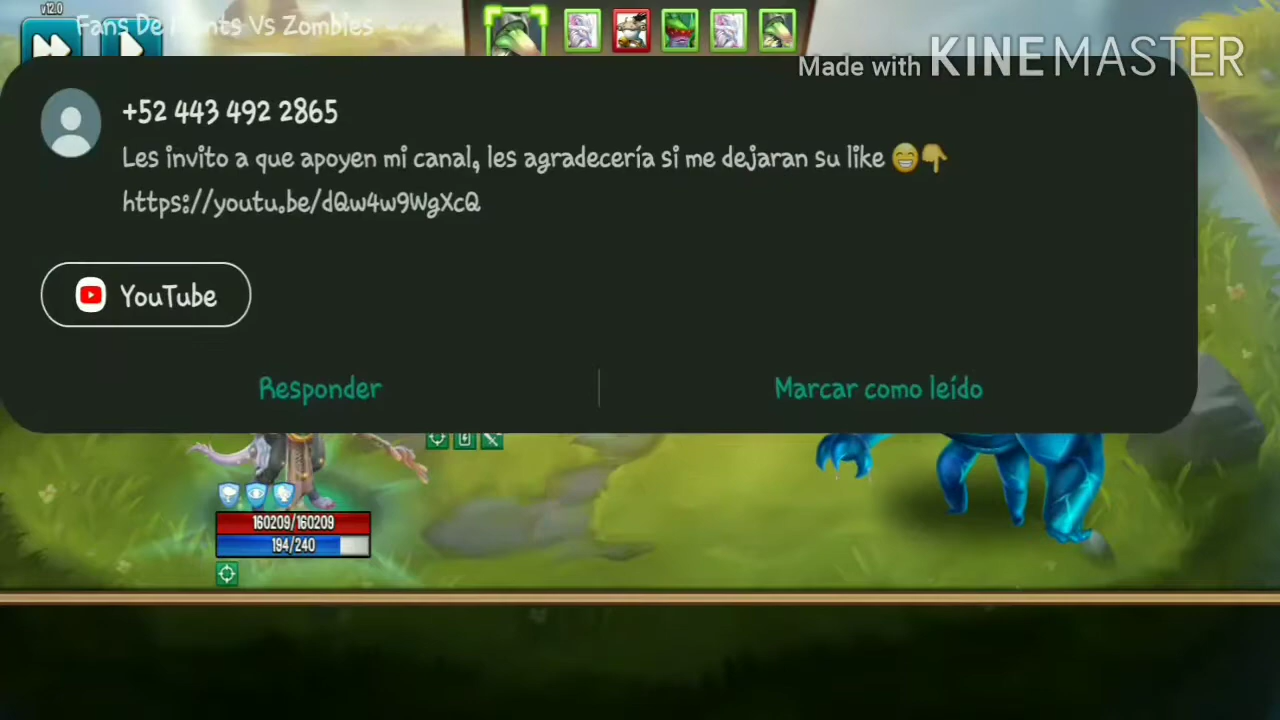 v12.0
Fans De Plants Vs Zombies
Made with KINEMASTER
+52 443 492 2865
Les invito a que apoyen mi canal, les agradecería si me dejaran su like 😁👇
https://youtu.be/dQw4w9WgXcQ
YouTube
Responder
Marcar como leído
160209/160209
194/240